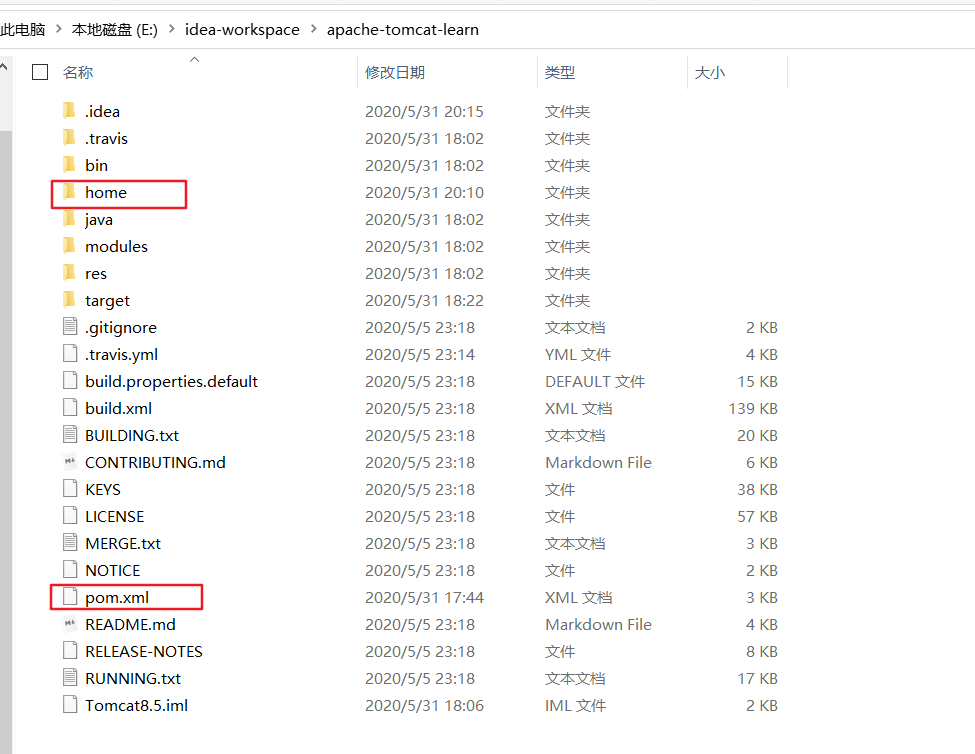 此电脑 > 本地磁盘 (E:) > idea-workspace > apache-tomcat-learn
名称 修改日期 类型 大小
.idea 2020/5/31 20:15 文件夹
.travis 2020/5/31 18:02 文件夹
bin 2020/5/31 18:02 文件夹
home 2020/5/31 20:10 文件夹
java 2020/5/31 18:02 文件夹
modules 2020/5/31 18:02 文件夹
res 2020/5/31 18:02 文件夹
target 2020/5/31 18:22 文件夹
.gitignore 2020/5/5 23:18 文本文档 2 KB
.travis.yml 2020/5/5 23:14 YML 文件 4 KB
build.properties.default 2020/5/5 23:18 DEFAULT 文件 15 KB
build.xml 2020/5/5 23:18 XML 文档 139 KB
BUILDING.txt 2020/5/5 23:18 文本文档 20 KB
CONTRIBUTING.md 2020/5/5 23:18 Markdown File 6 KB
KEYS 2020/5/5 23:18 文件 38 KB
LICENSE 2020/5/5 23:18 文件 57 KB
MERGE.txt 2020/5/5 23:18 文本文档 3 KB
NOTICE 2020/5/5 23:18 文件 2 KB
pom.xml 2020/5/31 17:44 XML 文档 3 KB
README.md 2020/5/5 23:18 Markdown File 4 KB
RELEASE-NOTES 2020/5/5 23:18 文件 8 KB
RUNNING.txt 2020/5/5 23:18 文本文档 17 KB
Tomcat8.5.iml 2020/5/31 18:06 IML 文件 2 KB